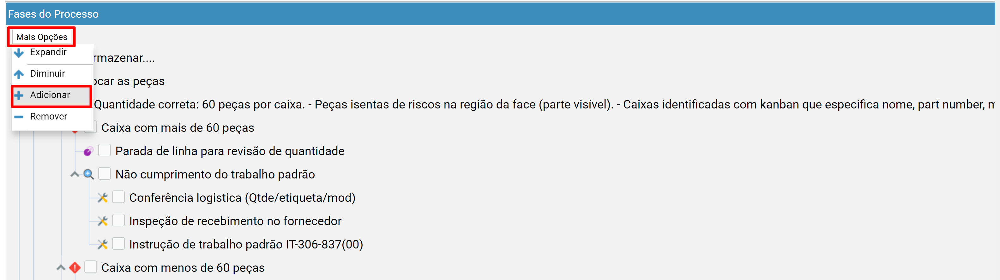 Fases do Processo
Mais Opções
Expandir
rmazenar....
Diminuir
ocar as peças
Adicionar
Quantidade correta: 60 peças por caixa. - Peças isentas de riscos na região da face (parte visível). - Caixas identificadas com kanban que especifica nome, part number, m
Remover
Caixa com mais de 60 peças
Parada de linha para revisão de quantidade
Não cumprimento do trabalho padrão
Conferência logistica (Qtde/etiqueta/mod)
Inspeção de recebimento no fornecedor
Instrução de trabalho padrão IT-306-837(00)
Caixa com menos de 60 peças